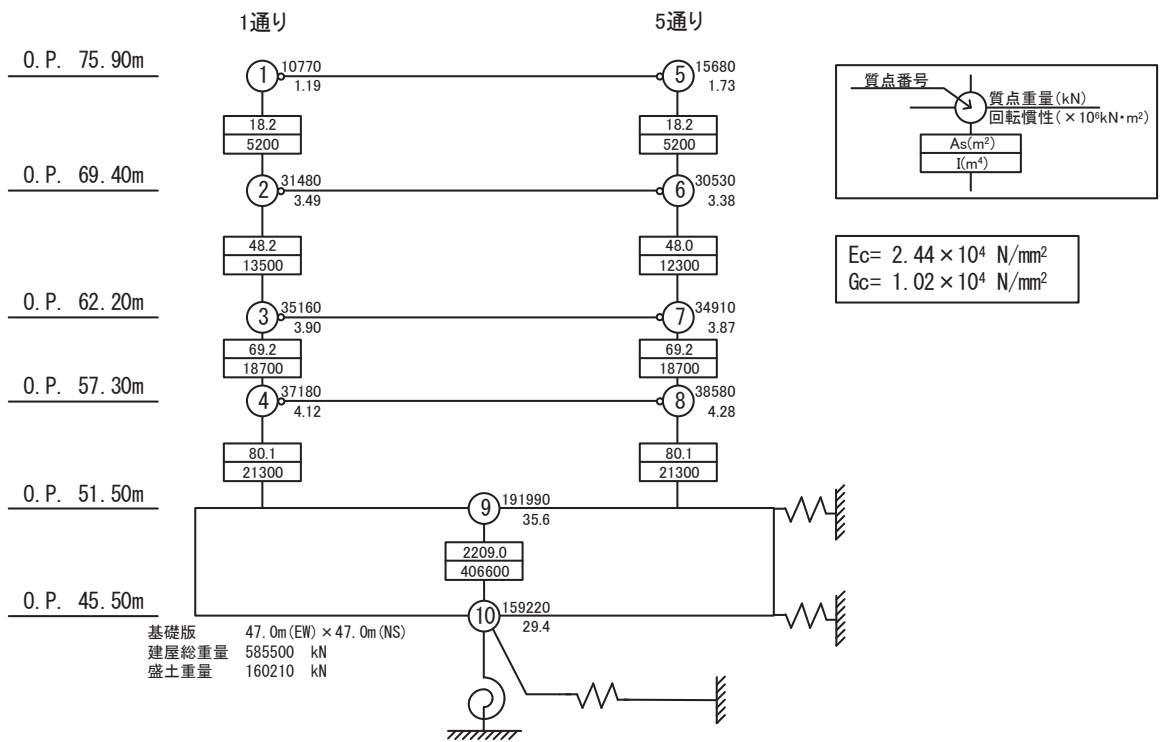 1通り
5通り
O.P. 75.90m
1
10770
1.19
5
15680
1.73
18.2
5200
18.2
5200
O.P. 69.40m
2
31480
3.49
6
30530
3.38
48.2
13500
48.0
12300
O.P. 62.20m
3
35160
3.90
7
34910
3.87
69.2
18700
69.2
18700
O.P. 57.30m
4
37180
4.12
8
38580
4.28
80.1
21300
80.1
21300
O.P. 51.50m
9
191990
35.6
2209.0
406600
O.P. 45.50m
10
159220
29.4
基礎版 47.0m(EW)×47.0m(NS)
建屋総重量 585500 kN
盛土重量 160210 kN
質点番号
質点重量(kN)
回転慣性(×10⁶kN・m²)
As(m²)
I(m⁴)
Ec= 2.44×10⁴ N/mm²
Gc= 1.02×10⁴ N/mm²